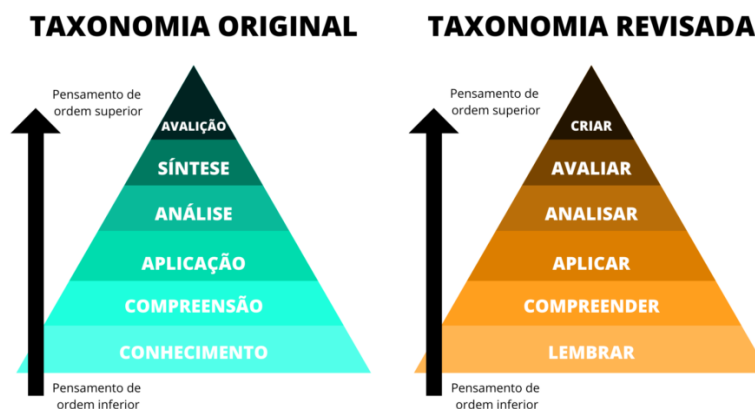 TAXONOMIA ORIGINAL
Pensamento de
ordem superior
AVALIÇÃO
SÍNTESE
ANÁLISE
APLICAÇÃO
COMPREENSÃO
CONHECIMENTO
Pensamento de
ordem inferior
TAXONOMIA REVISADA
Pensamento de
ordem superior
CRIAR
AVALIAR
ANALISAR
APLICAR
COMPREENDER
LEMBRAR
Pensamento de
ordem inferior